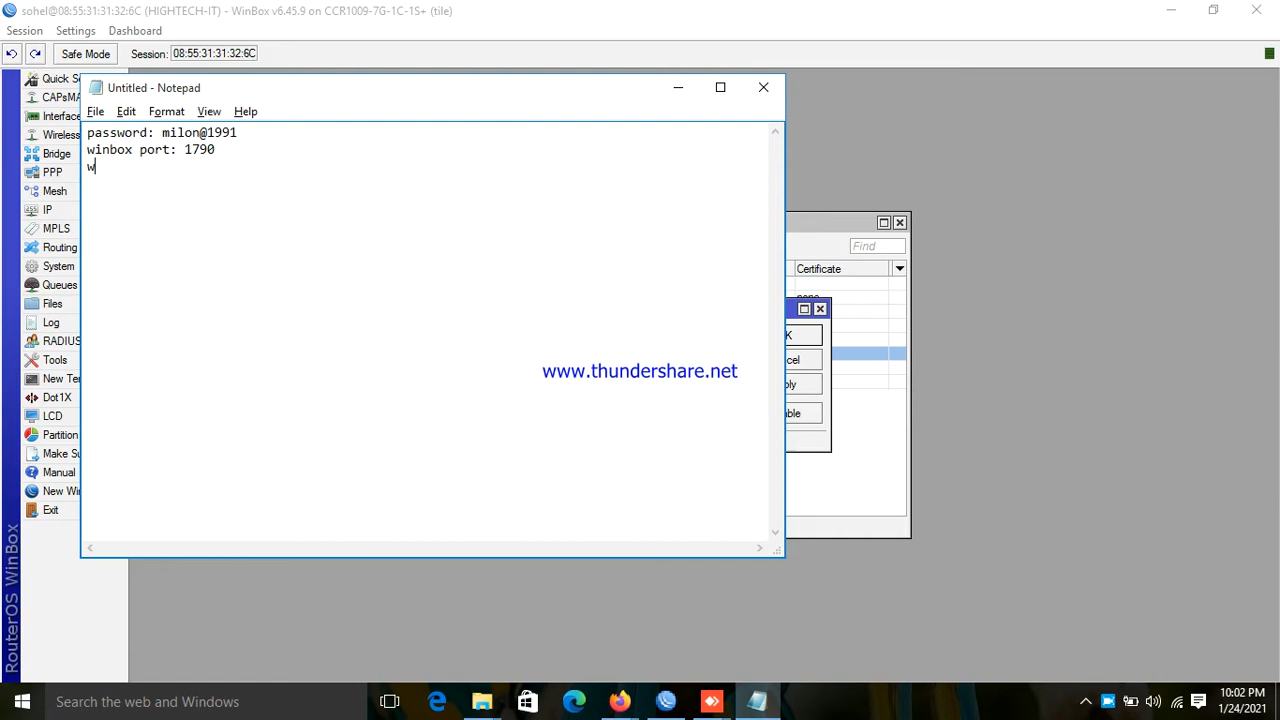 sohel@08:55:31:31:32:6C (HIGHTECH-IT) - WinBox v6.45.9 on CCR1009-7G-1C-1S+ (tile)
Session Settings Dashboard
Safe Mode Session: 08:55:31:31:32:6C
Untitled - Notepad
File Edit Format View Help
password: milon@1991
winbox port: 1790
w
Quick Se
CAPsMA
Interface
Wireless
Bridge
PPP
Mesh
IP
MPLS
Routing
System
Queues
Files
Log
RADIUS
Tools
New Ter
Dot1X
LCD
Partition
Make Su
Manual
New Win
Exit
RouterOS WinBox
Find
Certificate
www.thundershare.net
Search the web and Windows
10:02 PM
1/24/2021